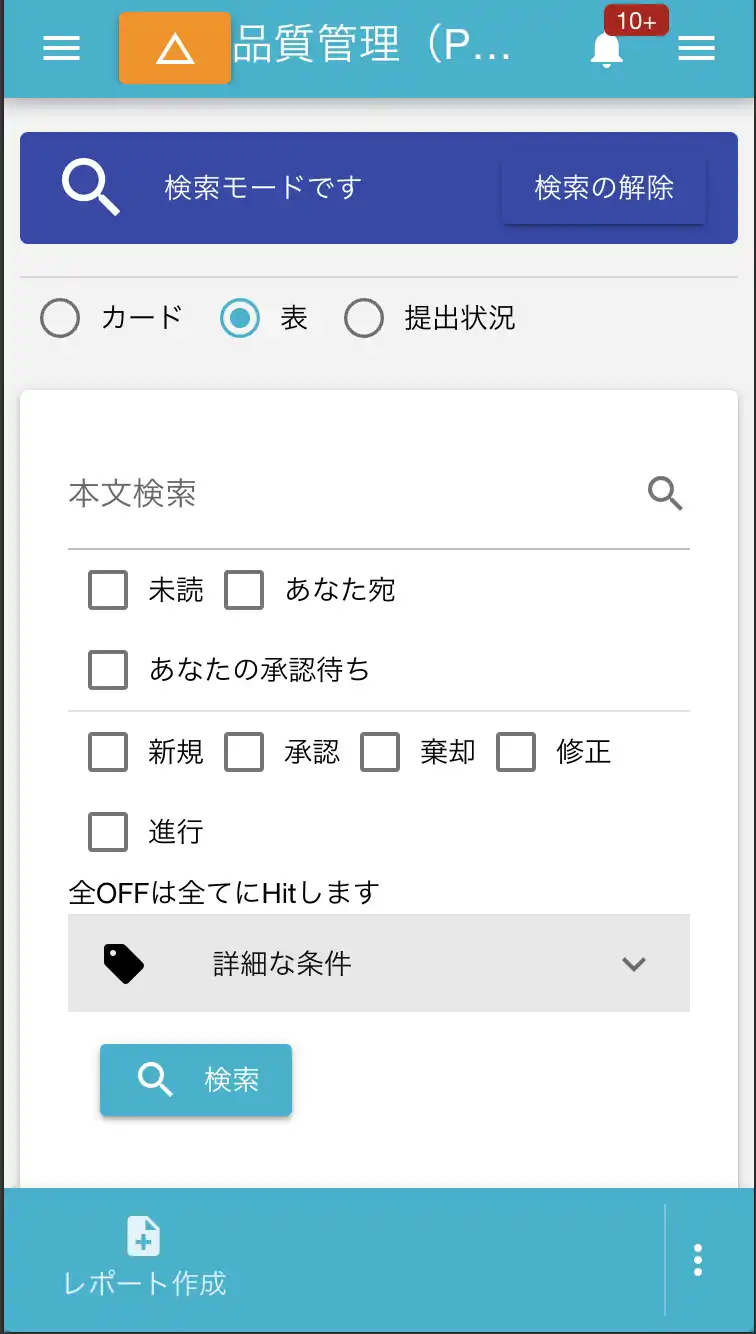 10+
品質管理（P...
検索モードです 検索の解除
カード 表 提出状況
本文検索
未読 あなた宛
あなたの承認待ち
新規 承認 棄却 修正
進行
全OFFは全てにHitします
詳細な条件
検索
レポート作成